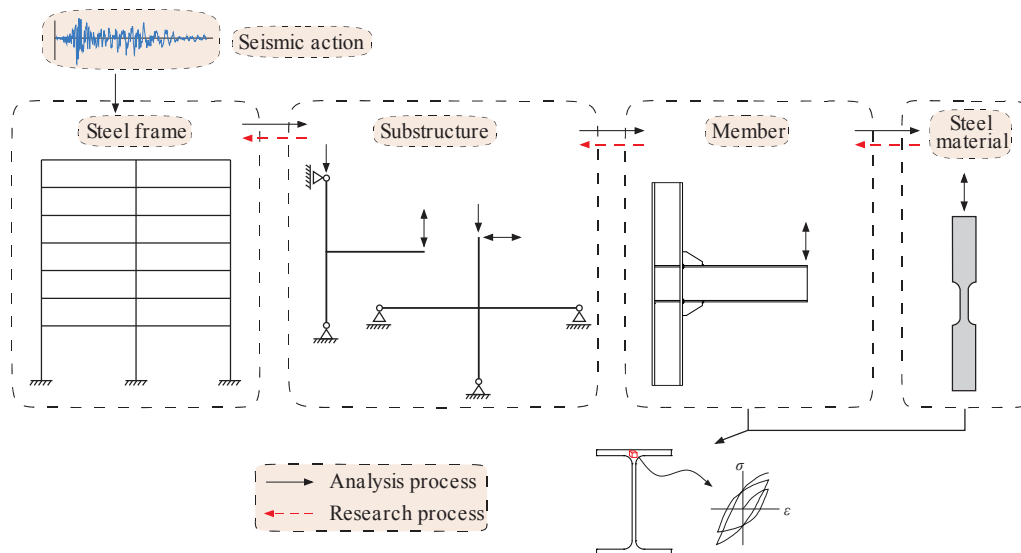 Seismic action
Steel frame
Substructure
Member
Steel
material
σ
ε
Analysis process
Research process